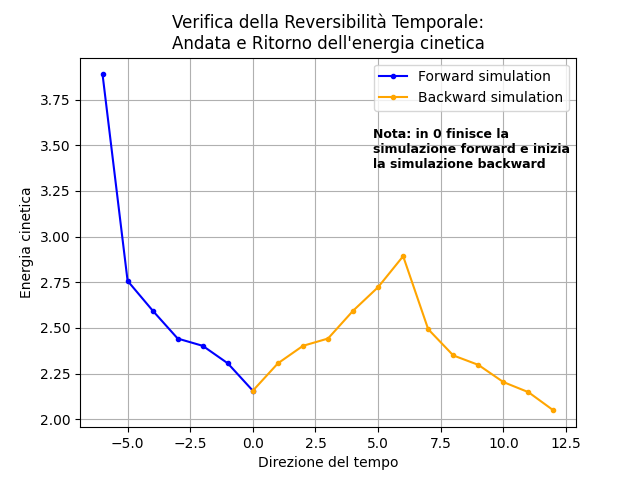 Verifica della Reversibilità Temporale:
Andata e Ritorno dell'energia cinetica
Forward simulation
Backward simulation
Nota: in 0 finisce la
simulazione forward e inizia
la simulazione backward
Energia cinetica
3.75
3.50
3.25
3.00
2.75
2.50
2.25
2.00
−5.0 −2.5 0.0 2.5 5.0 7.5 10.0 12.5
Direzione del tempo